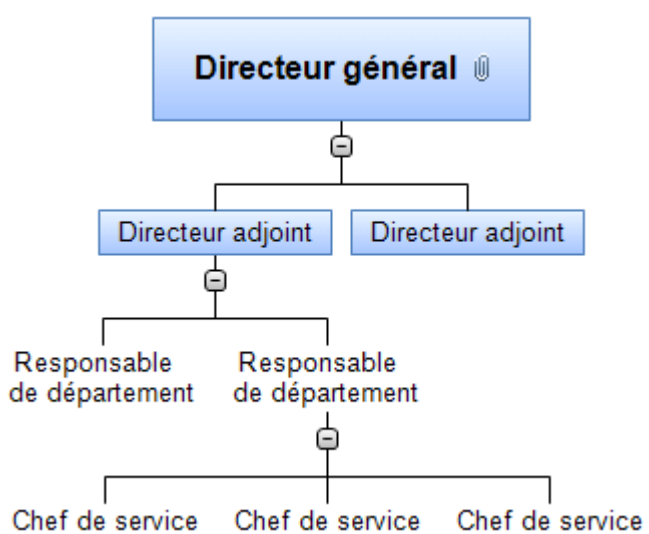 Directeur général
Directeur adjoint
Directeur adjoint
Responsable
de département
Responsable
de département
Chef de service
Chef de service
Chef de service